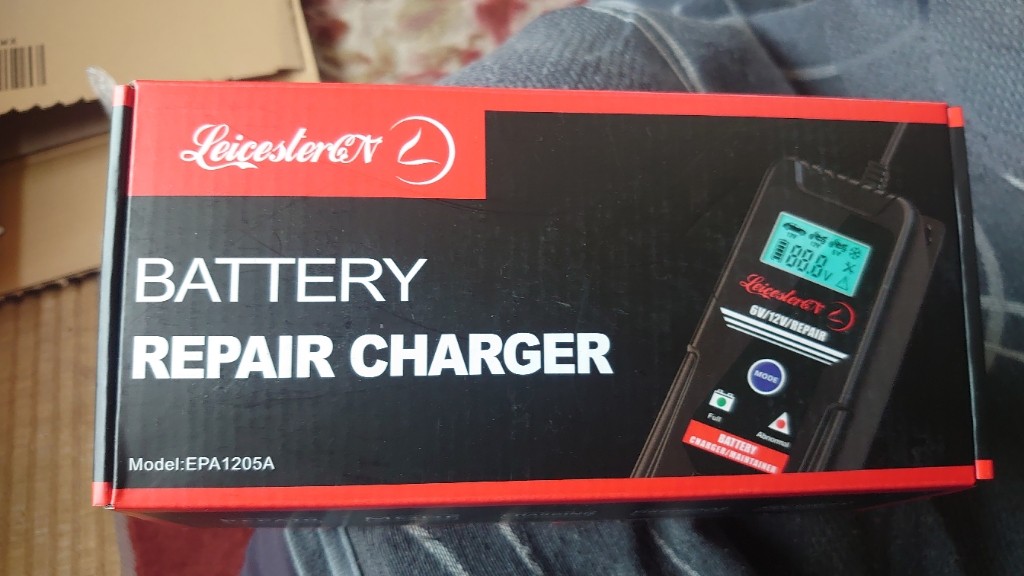 LeicesterCN
BATTERY
REPAIR CHARGER
Model:EPA1205A
88.8V
LeicesterCN
6V/12V/REPAIR
MODE
Full
Abnormal
BATTERY
CHARGER/MAINTAINER